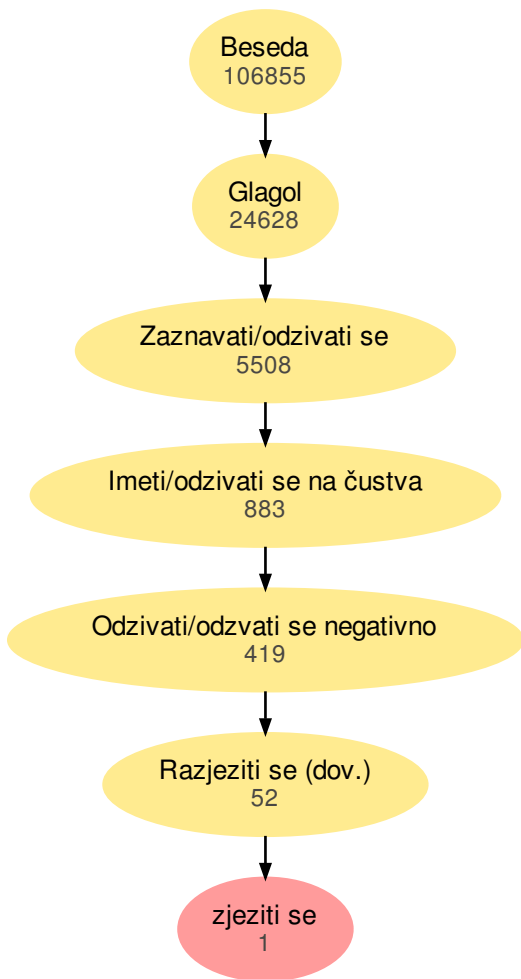 Beseda
106855
Glagol
24628
Zaznavati/odzivati se
5508
Imeti/odzivati se na čustva
883
Odzivati/odzvati se negativno
419
Razjeziti se (dov.)
52
zjeziti se
1